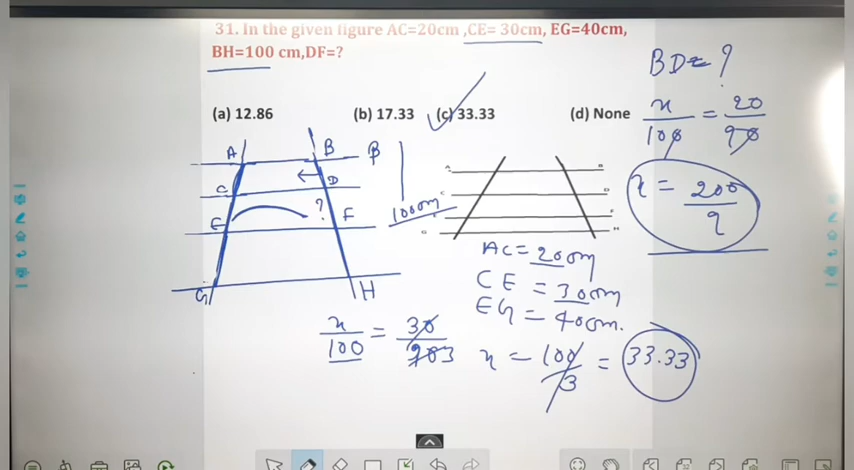 31. In the given figure AC=20cm ,CE= 30cm, EG=40cm,
BH=100 cm,DF=?
(a) 12.86 (b) 17.33 (c) 33.33 (d) None
BD = ?
x/100 = 20/90
x = 200/9
A B B
C D
E ? F
G H
100cm
AC = 20cm
CE = 30cm
EG = 40cm.
x/100 = 30/90 3
x = 100/3 = 33.33